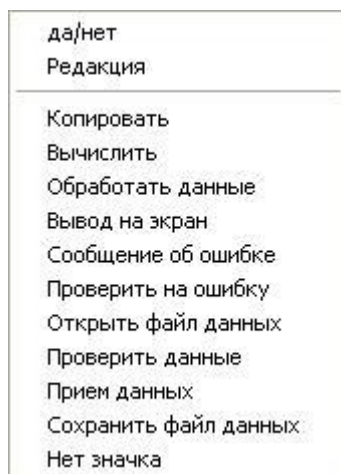 да/нет
Редакция
Копировать
Вычислить
Обработать данные
Вывод на экран
Сообщение об ошибке
Проверить на ошибку
Открыть файл данных
Проверить данные
Прием данных
Сохранить файл данных
Нет значка